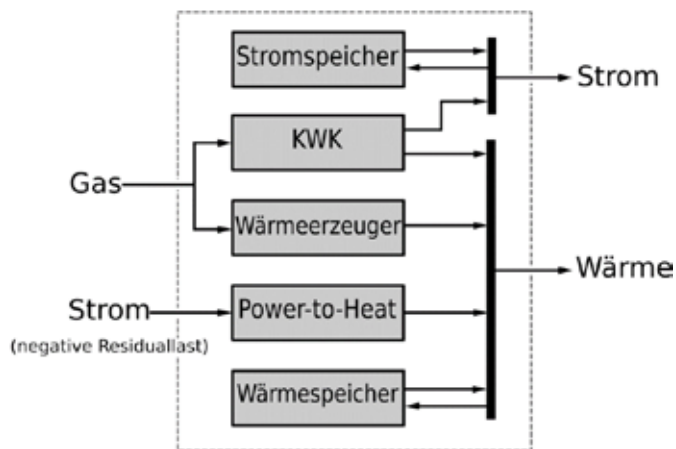 Stromspeicher
Strom
KWK
Gas
Wärmeerzeuger
Wärme
Strom
(negative Residuallast)
Power-to-Heat
Wärmespeicher